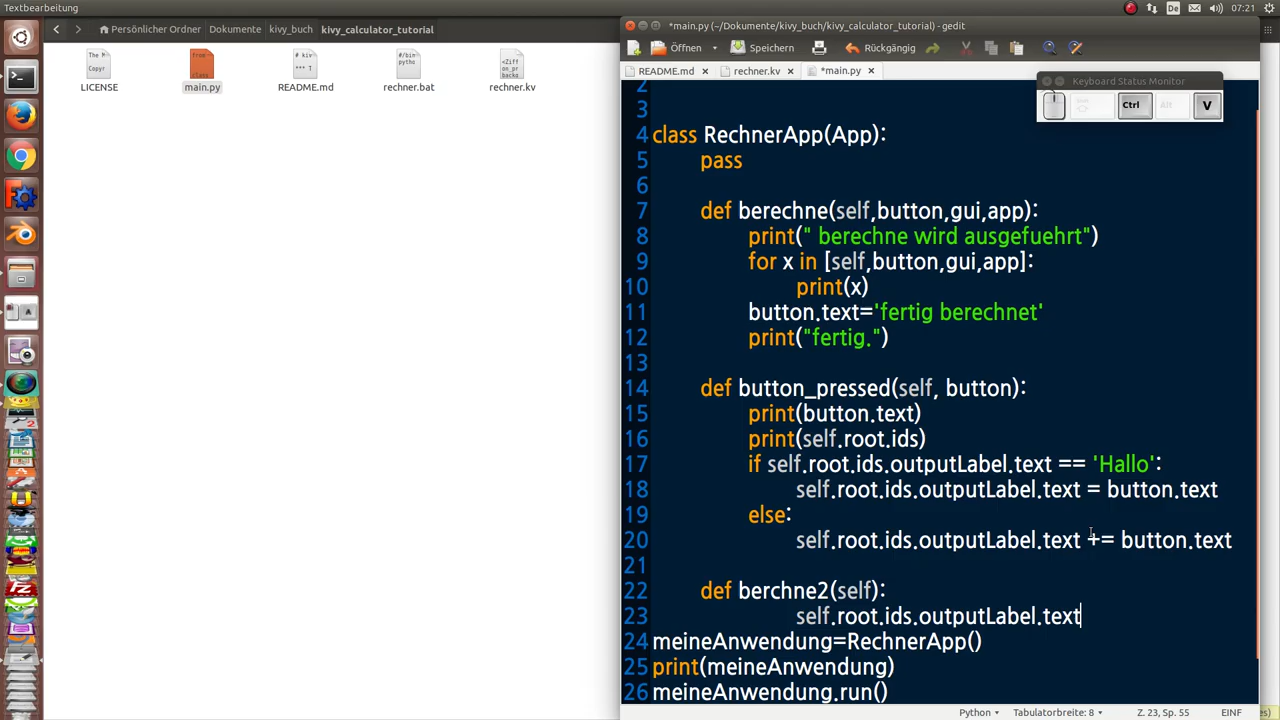 Textbearbeitung
De
07:21
Persönlicher Ordner
Dokumente
kivy_buch
kivy_calculator_tutorial
LICENSE
main.py
README.md
rechner.bat
rechner.kv
*main.py (~/Dokumente/kivy_buch/kivy_calculator_tutorial) - gedit
Öffnen
Speichern
Rückgängig
README.md
rechner.kv
*main.py
Keyboard Status Monitor
Ctrl
Alt
V
2
3
4 class RechnerApp(App):
5 pass
6
7 def berechne(self,button,gui,app):
8 print(" berechne wird ausgefuehrt")
9 for x in [self,button,gui,app]:
10 print(x)
11 button.text='fertig berechnet'
12 print("fertig.")
13
14 def button_pressed(self, button):
15 print(button.text)
16 print(self.root.ids)
17 if self.root.ids.outputLabel.text == 'Hallo':
18 self.root.ids.outputLabel.text = button.text
19 else:
20 self.root.ids.outputLabel.text += button.text
21
22 def berchne2(self):
23 self.root.ids.outputLabel.text
24 meineAnwendung=RechnerApp()
25 print(meineAnwendung)
26 meineAnwendung.run()
Python
Tabulatorbreite: 8
Z. 23, Sp. 55
EINF